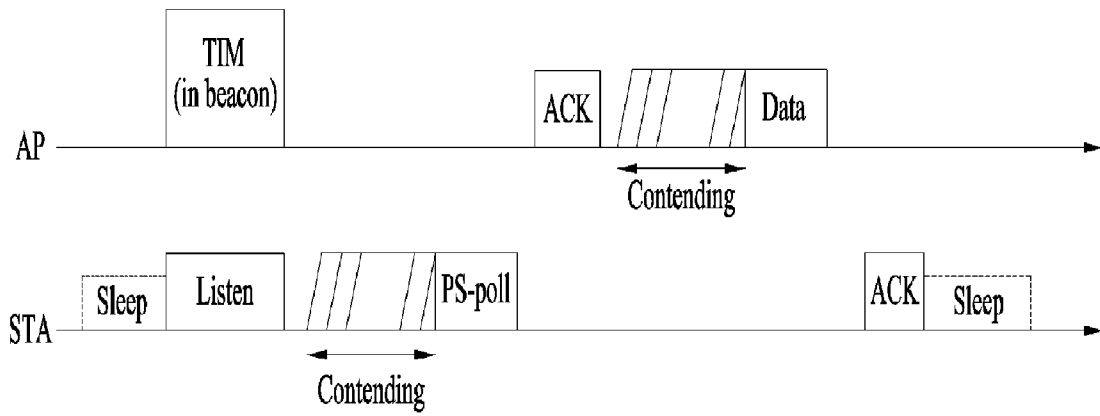 TIM
(in beacon)
ACK
Data
AP
Contending
Sleep
Listen
PS-poll
ACK
Sleep
STA
Contending